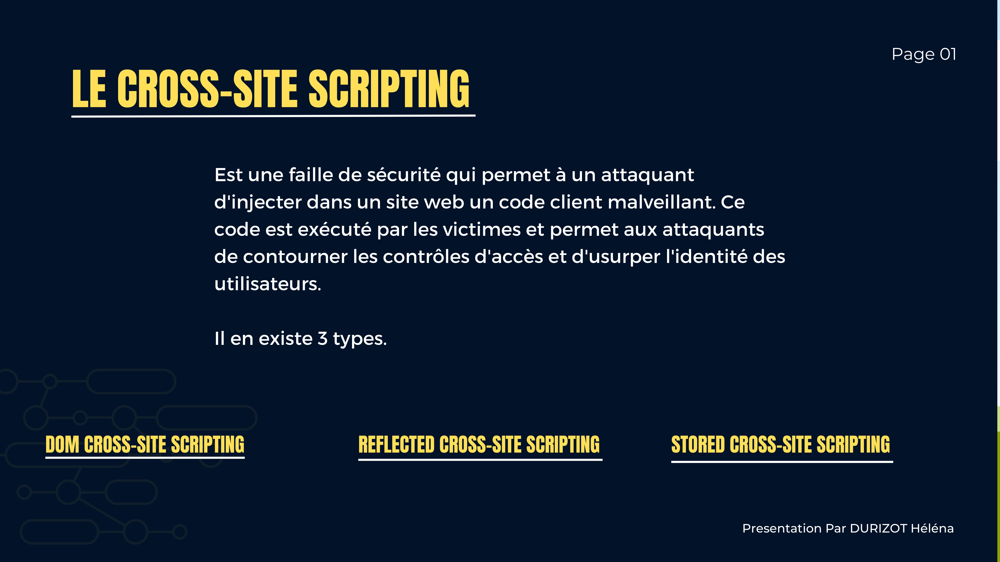 Page 01
LE CROSS-SITE SCRIPTING
Est une faille de sécurité qui permet à un attaquant
d'injecter dans un site web un code client malveillant. Ce
code est exécuté par les victimes et permet aux attaquants
de contourner les contrôles d'accès et d'usurper l'identité des
utilisateurs.
Il en existe 3 types.
DOM CROSS-SITE SCRIPTING
REFLECTED CROSS-SITE SCRIPTING
STORED CROSS-SITE SCRIPTING
Presentation Par DURIZOT Héléna